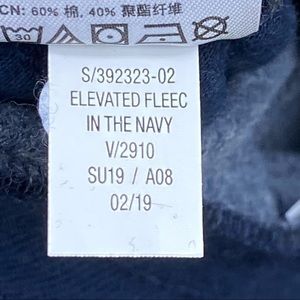 CN: 60% 棉, 40% 聚酯纤维
30
S/392323-02
ELEVATED FLEEC
IN THE NAVY
V/2910
SU19 / A08
02/19